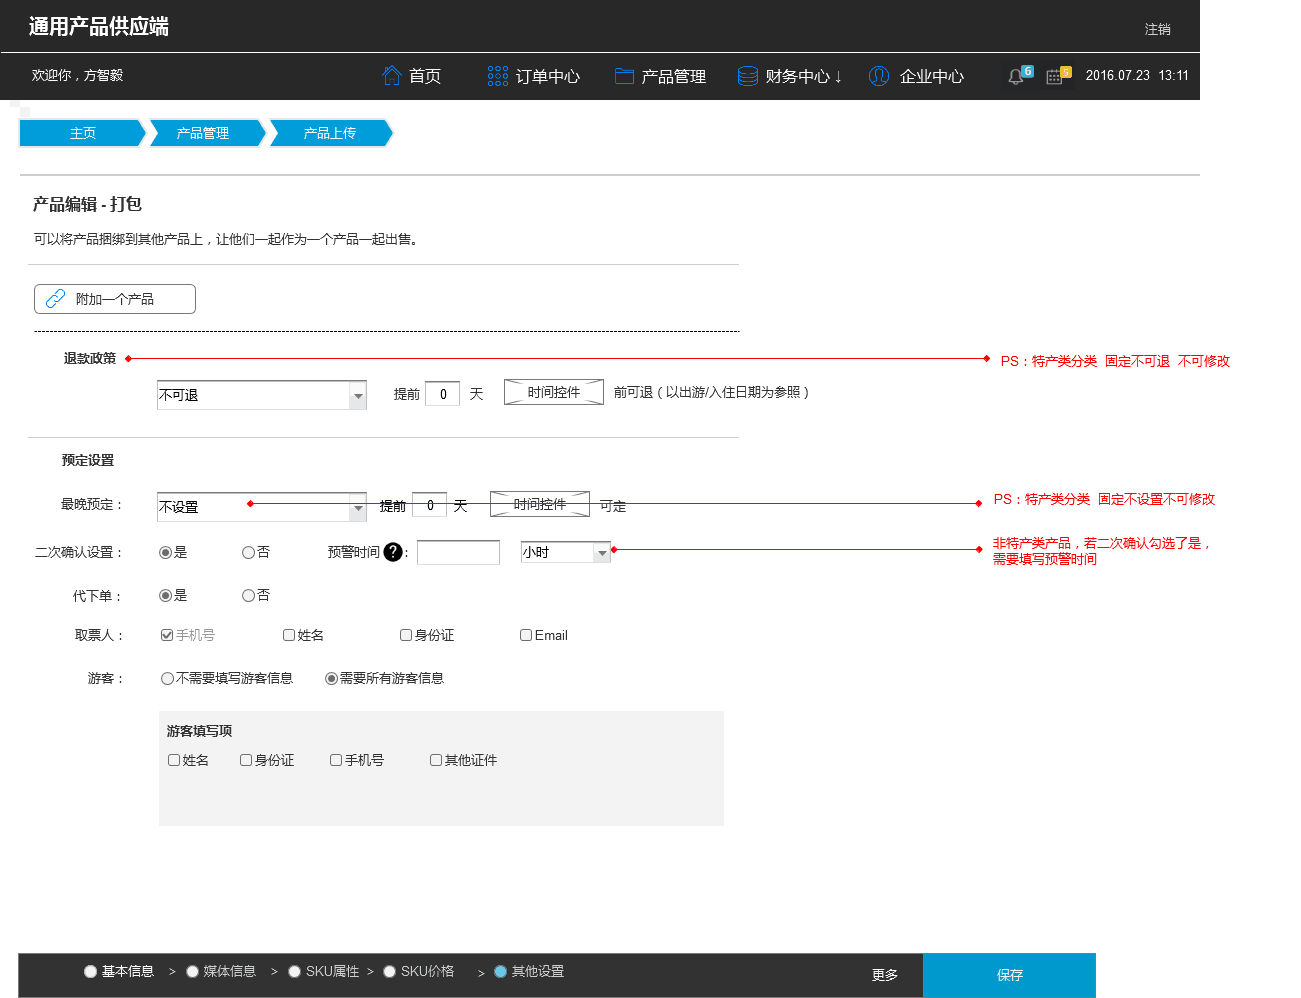 通用产品供应端
注销
欢迎你，方智毅 首页 订单中心 产品管理 财务中心↓ 企业中心 6 5 2016.07.23 13:11
主页 产品管理 产品上传
产品编辑 - 打包
可以将产品捆绑到其他产品上，让他们一起作为一个产品一起出售。
附加一个产品
退款政策 PS：特产类分类 固定不可退 不可修改
不可退 提前 0 天 时间控件 前可退（以出游/入住日期为参照）
预定设置
最晚预定： 不设置 提前 0 天 时间控件 可定 PS：特产类分类 固定不设置不可修改
二次确认设置： 是 否 预警时间 ?： 小时 非特产类产品，若二次确认勾选了是，
需要填写预警时间
代下单： 是 否
取票人： 手机号 姓名 身份证 Email
游客： 不需要填写游客信息 需要所有游客信息
游客填写项
姓名 身份证 手机号 其他证件
基本信息 > 媒体信息 > SKU属性 > SKU价格 > 其他设置 更多 保存